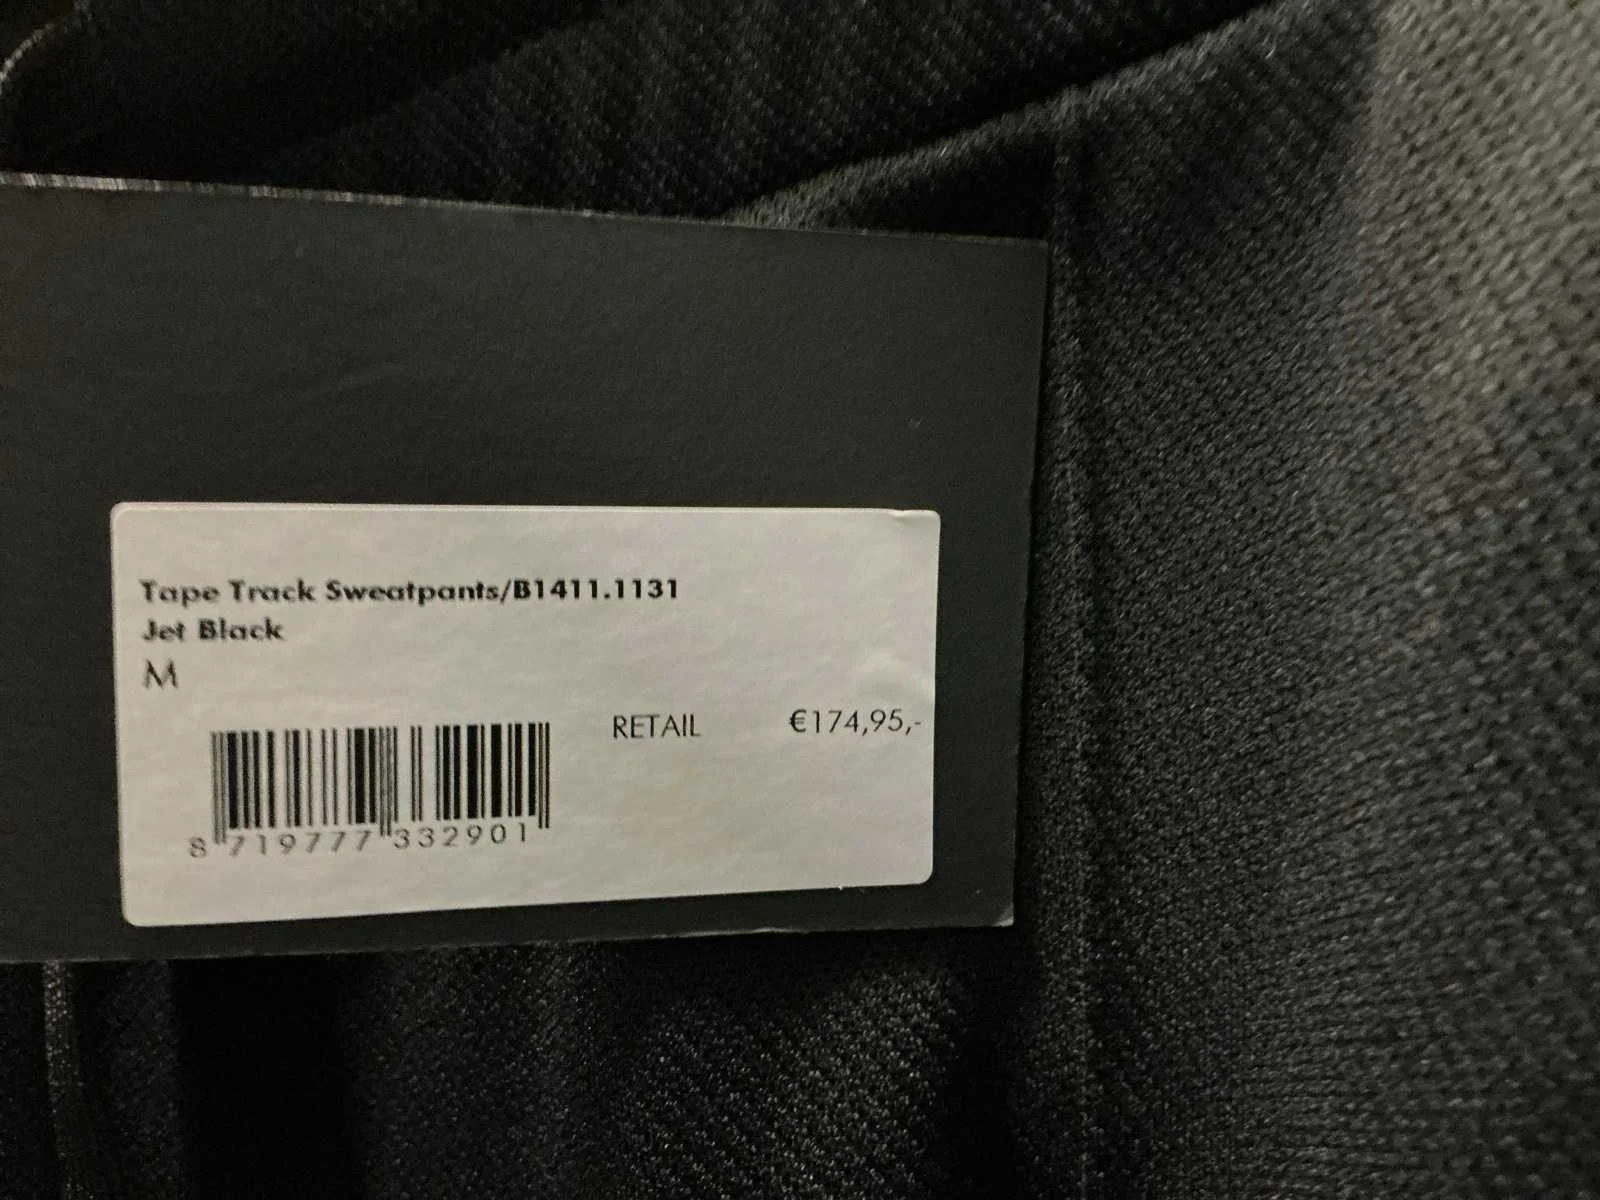 Tape Track Sweatpants/B1411.1131
Jet Black
M
RETAIL €174,95,-
8 719777 332901